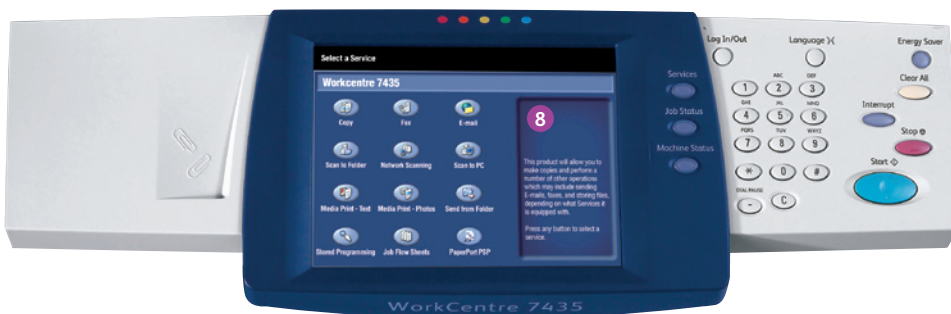 Select a Service
Workcentre 7435
Copy
Fax
E-mail
Scan to Folder
Network Scanning
Scan to PC
Media Print - Text
Media Print - Photos
Send from Folder
Stored Programming
Job Flow Sheets
PaperPort PSP
8
This product will allow you to
make copies and perform a
number of other operations
which may include sending
E-mails, faxes, and storing files,
depending on what Services it
is equipped with.
Press any button to select a
service.
Services
Job Status
Machine Status
Log In/Out
Language
Energy Saver
Clear All
Interrupt
Stop
Start
ABC
DEF
1
2
3
GHI
JKL
MNO
4
5
6
PQRS
TUV
WXYZ
7
8
9
*
0
#
DIAL PAUSE
-
C
WorkCentre 7435